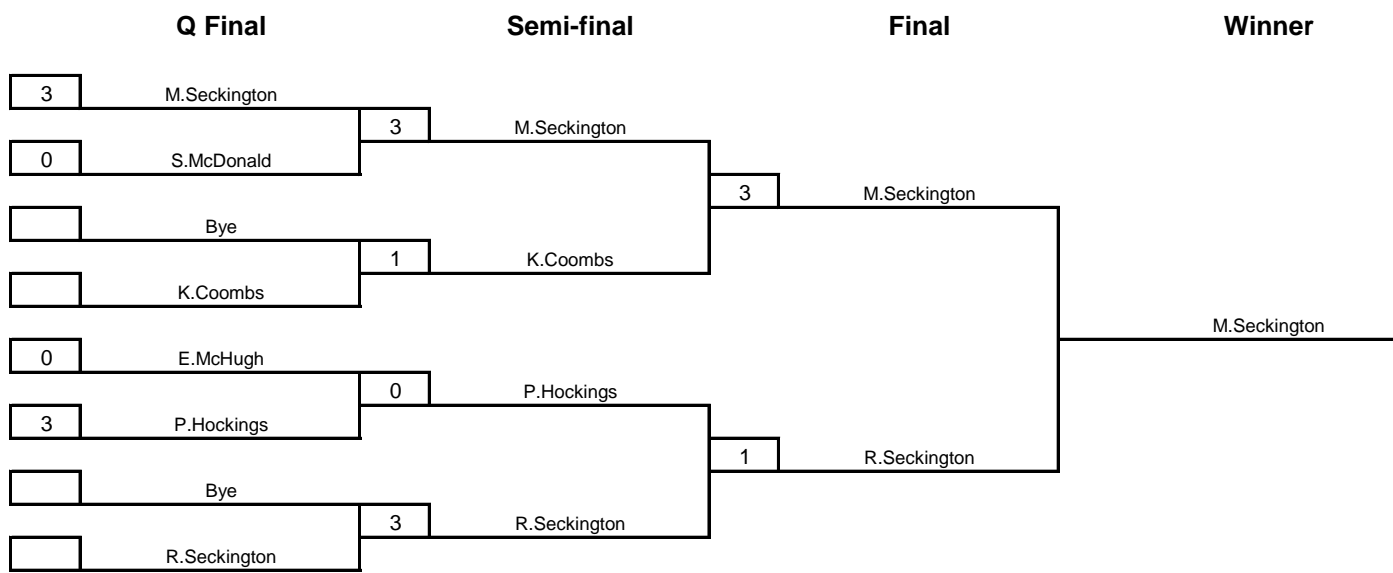 Q Final Semi-final Final Winner
3 M.Seckington
3 M.Seckington
0 S.McDonald
3 M.Seckington
Bye
1 K.Coombs
K.Coombs
M.Seckington
0 E.McHugh
0 P.Hockings
3 P.Hockings
1 R.Seckington
Bye
3 R.Seckington
R.Seckington